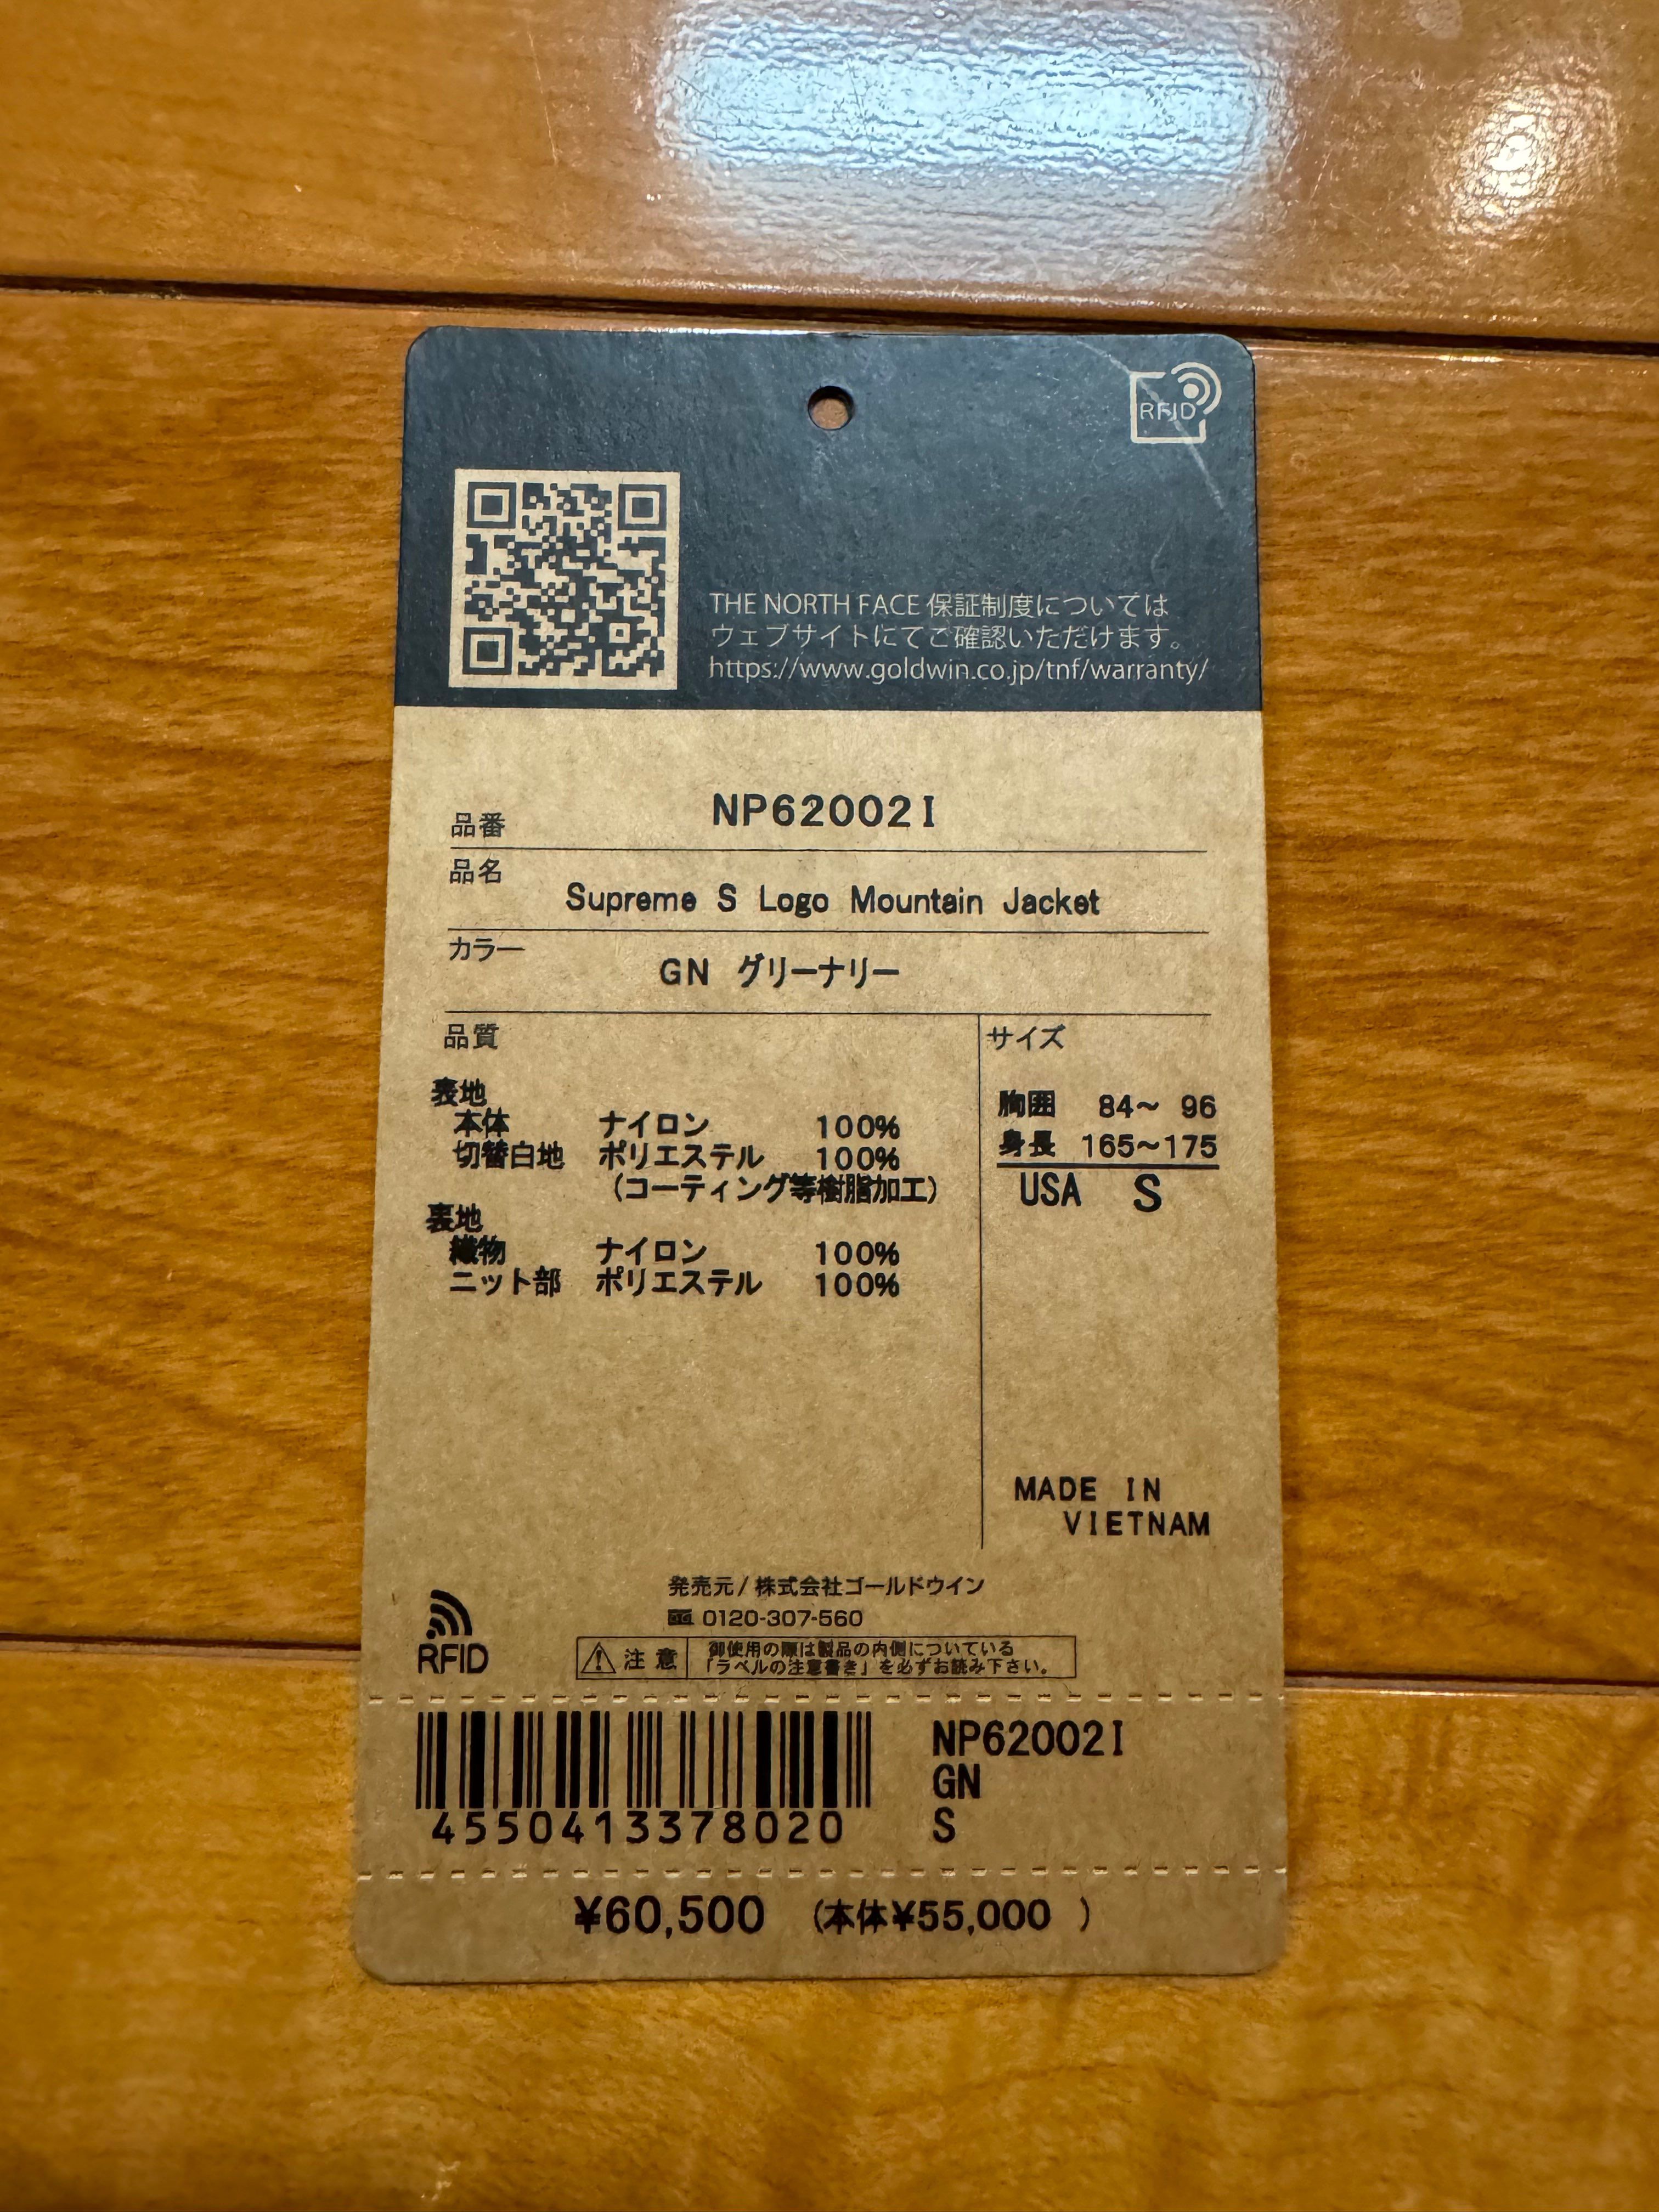 RFID
THE NORTH FACE 保証制度については
ウェブサイトにてご確認いただけます。
https://www.goldwin.co.jp/tnf/warranty/
品番 NP62002I
品名 Supreme S Logo Mountain Jacket
カラー GN グリーナリー
品質
表地
本体 ナイロン 100%
切替白地 ポリエステル 100%
(コーティング等樹脂加工)
裏地
織物 ナイロン 100%
ニット部 ポリエステル 100%
サイズ
胸囲 84~ 96
身長 165~175
USA S
MADE IN
VIETNAM
発売元/株式会社ゴールドウイン
0120-307-560
RFID
注意 御使用の際は製品の内側についている
「ラベルの注意書き」を必ずお読み下さい。
4550413378020
NP62002I
GN
S
¥60,500 (本体¥55,000 )